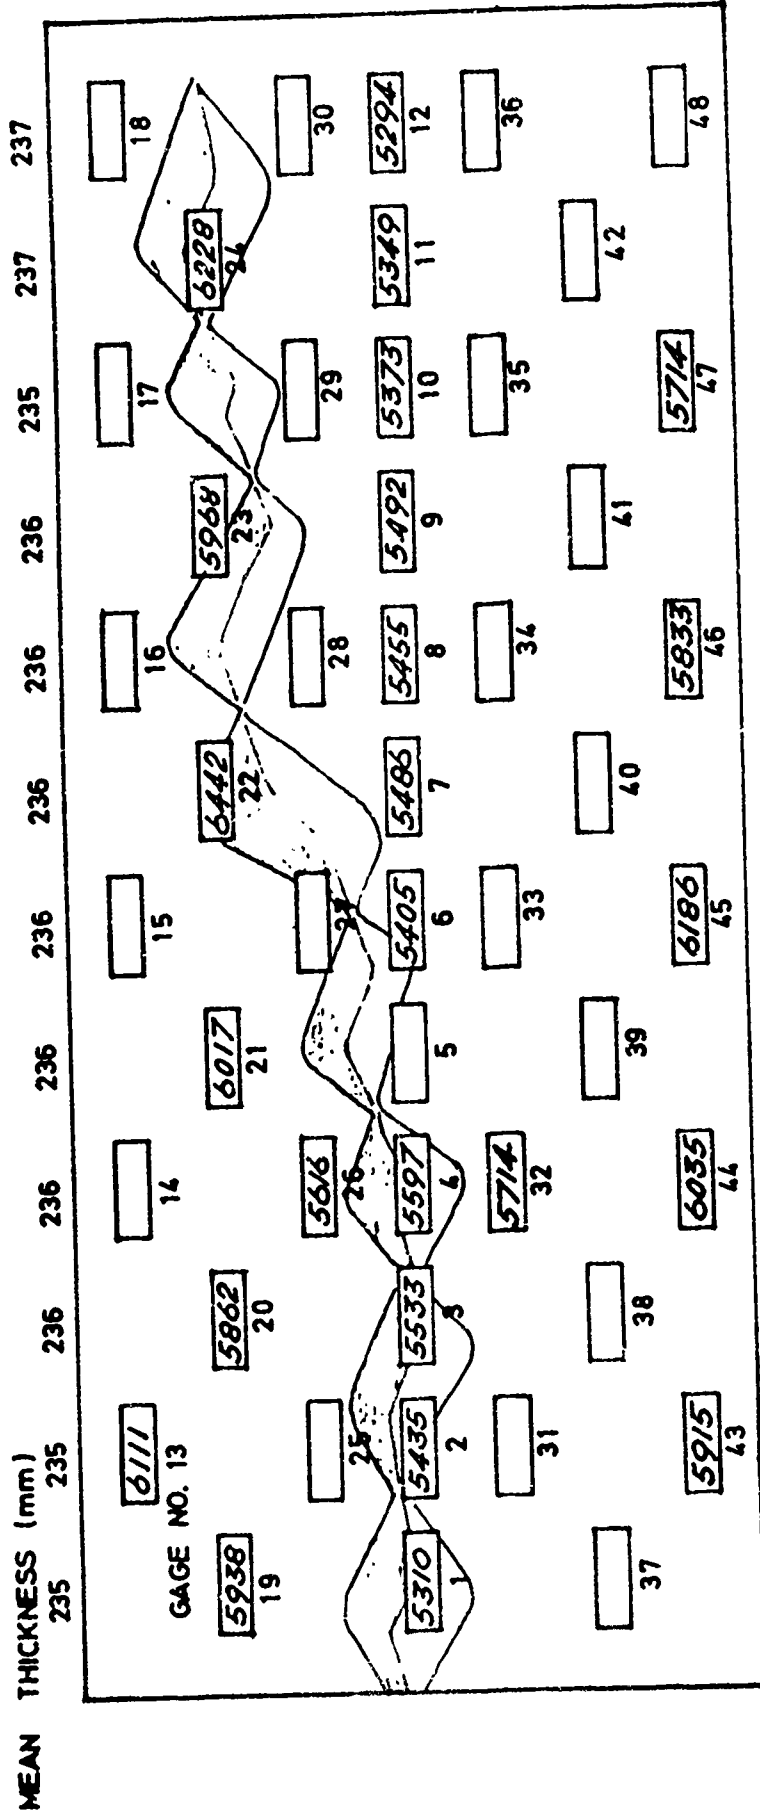 MEAN THICKNESS (mm)
235 235 236 236 236 236 236 236 236 235 237 237
6111
GAGE NO. 13 14 15 16 17 18
5938 5862 6017 6442 5968 6228
19 20 21 22 23 24
5616
25 26 27 28 29 30
5310 5435 5533 5597 5405 5486 5455 5492 5373 5349 5294
1 2 3 4 5 6 7 8 9 10 11 12
5714
31 32 33 34 35 36
37 38 39 40 41 42
5915 6035 6186 5833 5714
43 44 45 46 47 48